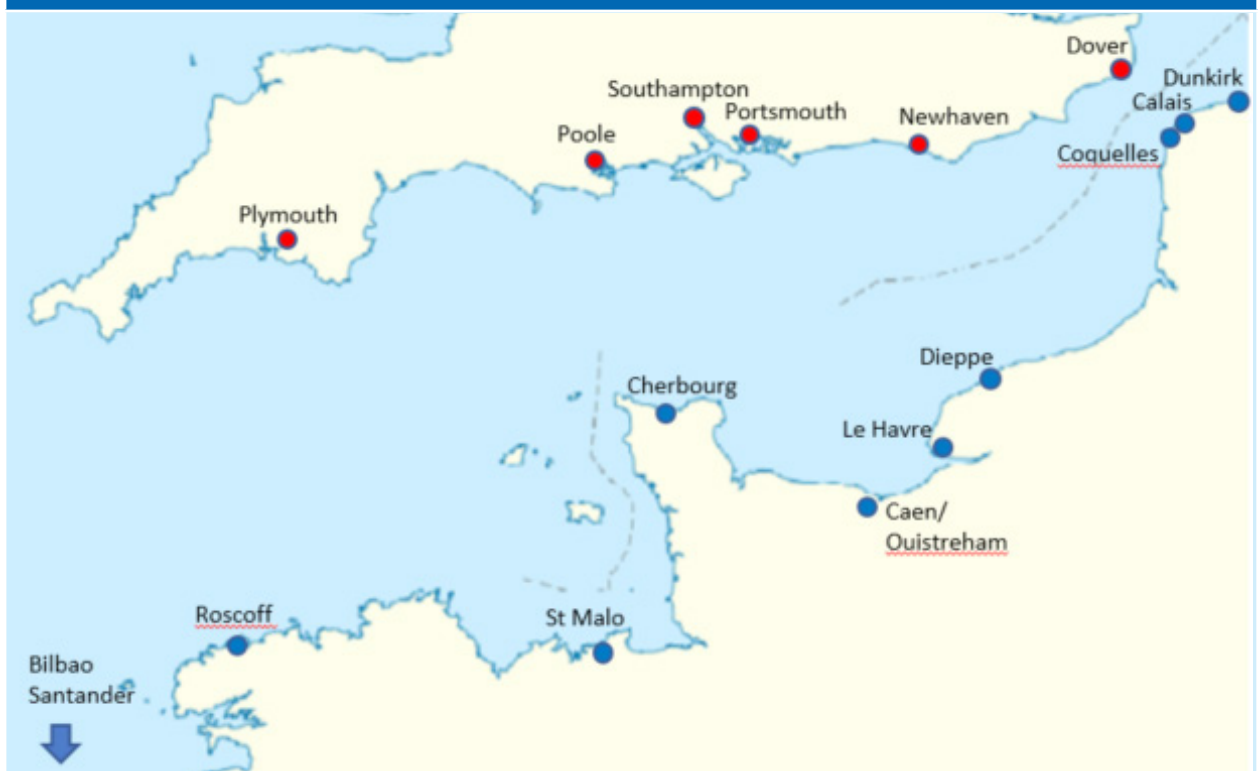 Dover
Dunkirk
Southampton
Calais
Portsmouth
Newhaven
Poole
Coquelles
Plymouth
Dieppe
Cherbourg
Le Havre
Caen/
Ouistreham
Roscoff
St Malo
Bilbao
Santander